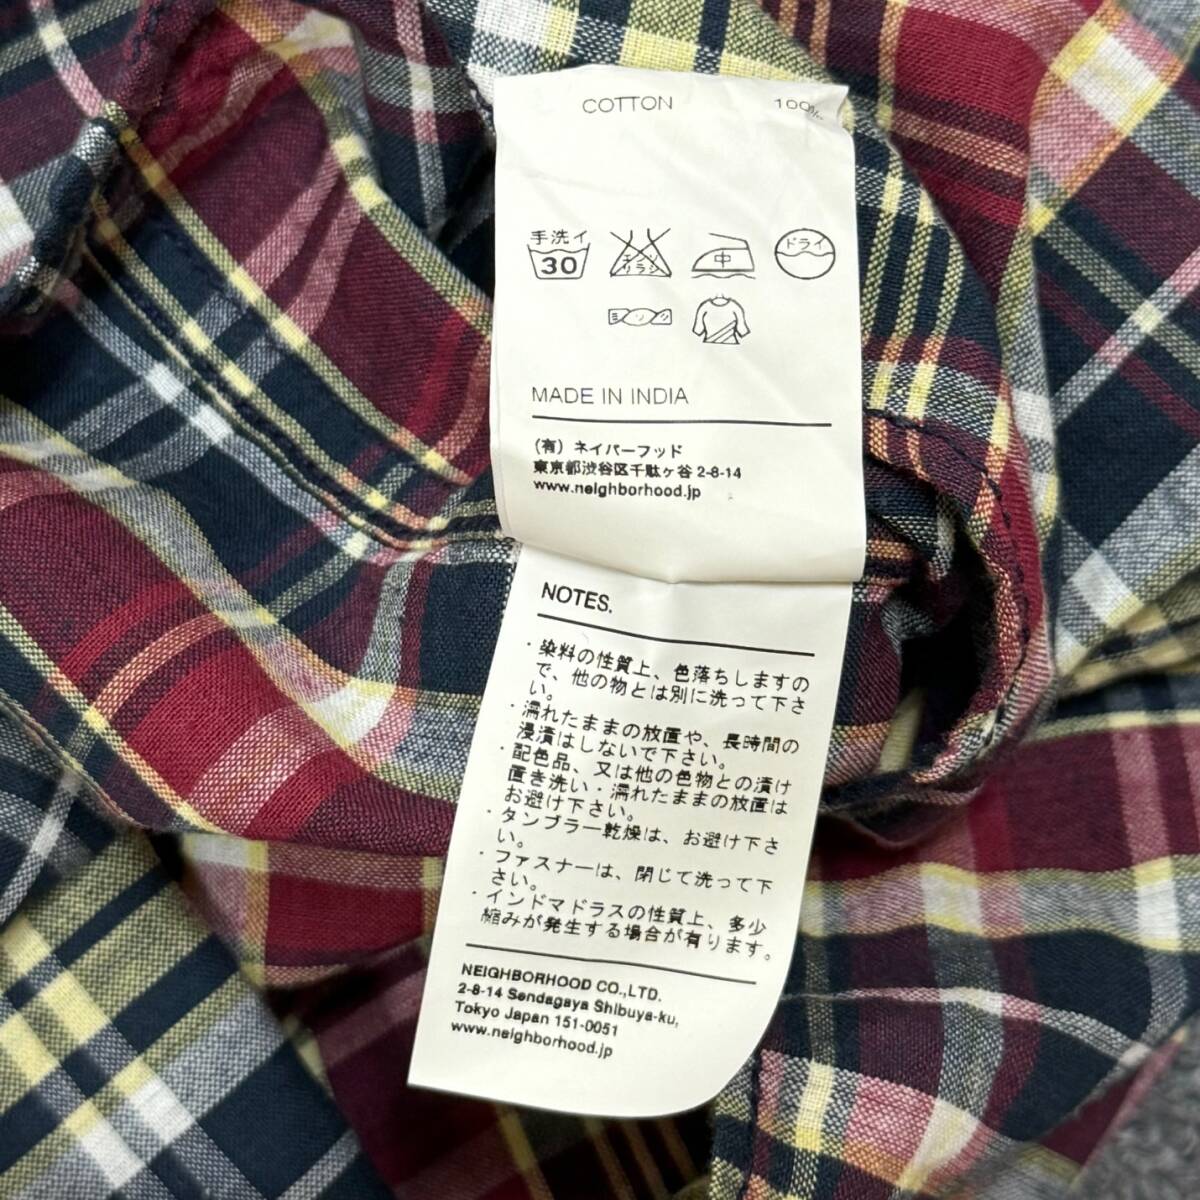 COTTON 100%
手洗イ ドライ
30 エンソ サラシ 中
MADE IN INDIA
(有) ネイバーフッド
東京都渋谷区千駄ヶ谷 2-8-14
www.neighborhood.jp
NOTES.
・染料の性質上、色落ちしますの
で、他の物とは別に洗って下さ
い。
・濡れたままの放置や、長時間の
浸漬はしないで下さい。
・配色品、又は他の色物との漬け
置き洗い・濡れたままの放置は
お避け下さい。
・タンブラー乾燥は、お避け下さ
い。
・ファスナーは、閉じて洗って下
さい。
・インドマドラスの性質上、多少
縮みが発生する場合が有ります。
NEIGHBORHOOD CO.,LTD.
2-8-14 Sendagaya Shibuya-ku,
Tokyo Japan 151-0051
www.neighborhood.jp